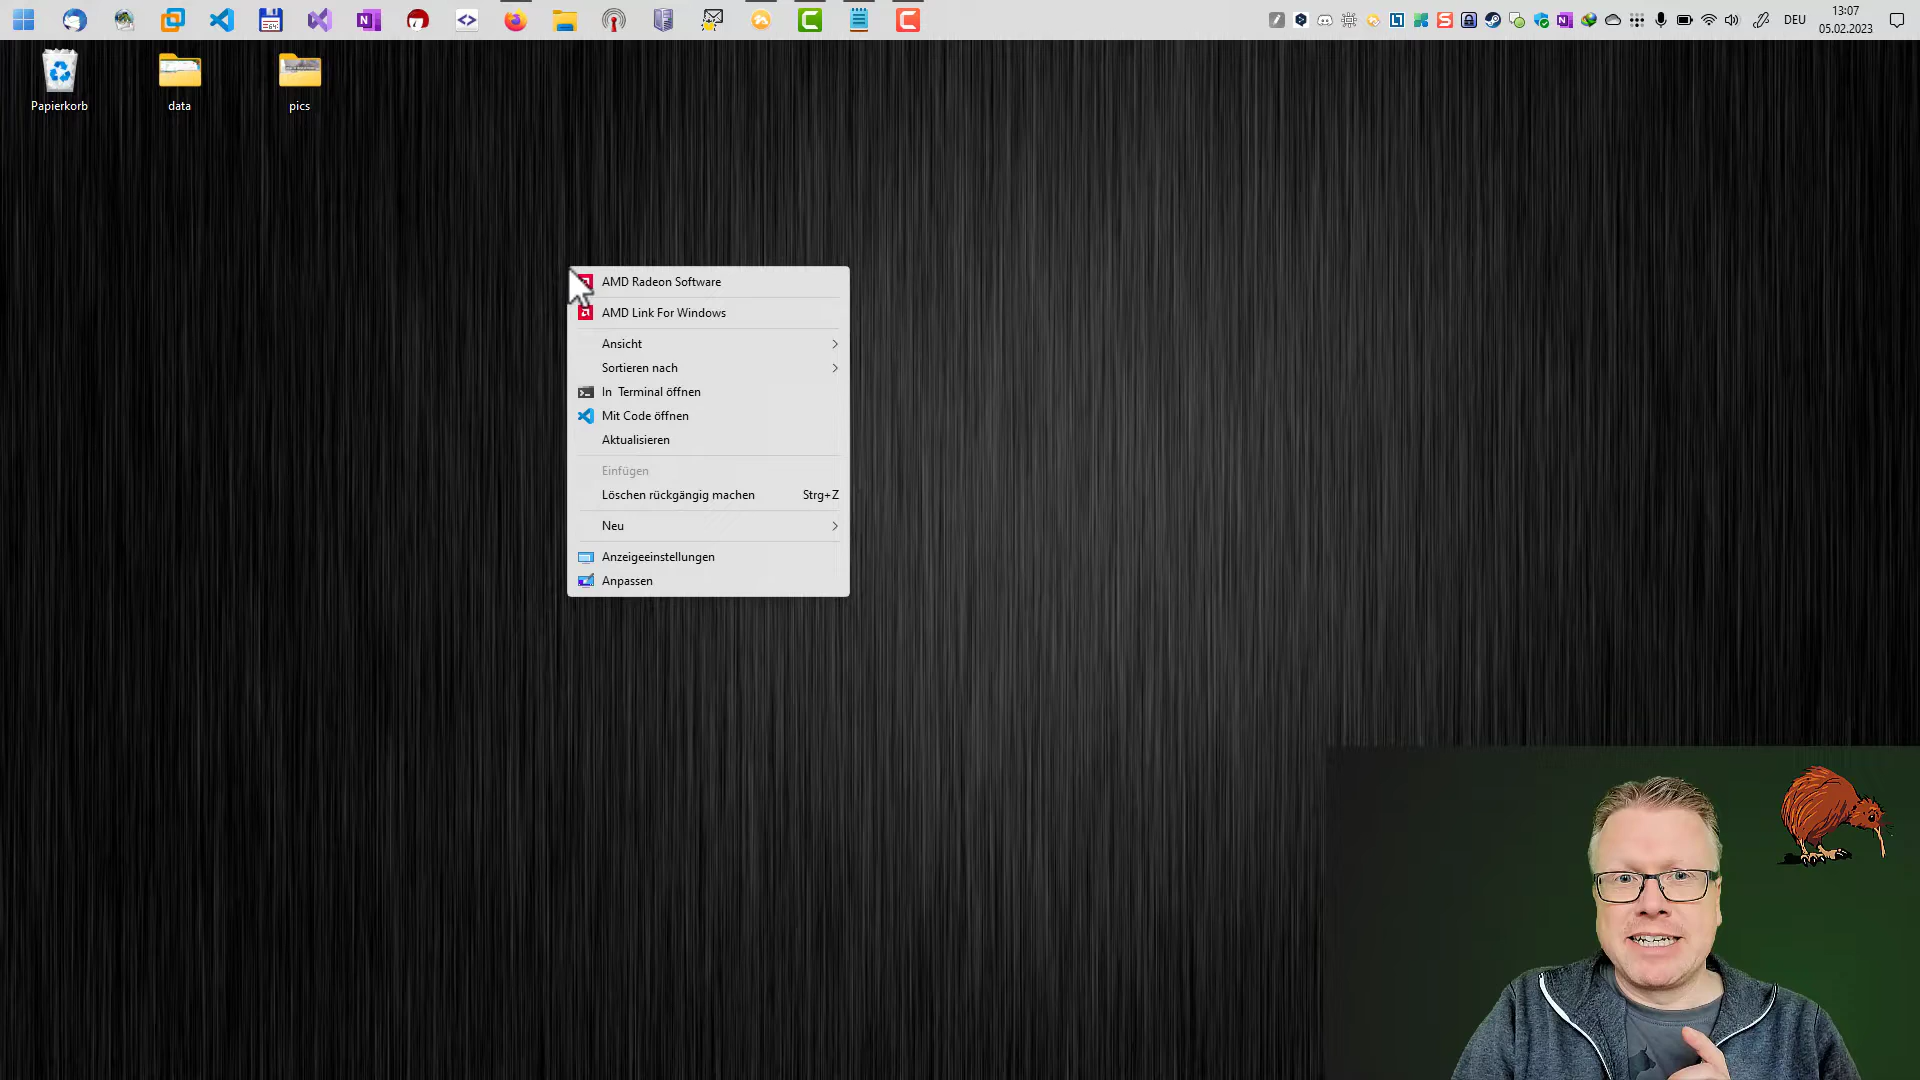 DEU
13:07
05.02.2023
Papierkorb
data
pics
AMD Radeon Software
AMD Link For Windows
Ansicht
Sortieren nach
In  Terminal öffnen
Mit Code öffnen
Aktualisieren
Einfügen
Löschen rückgängig machen Strg+Z
Neu
Anzeigeeinstellungen
Anpassen